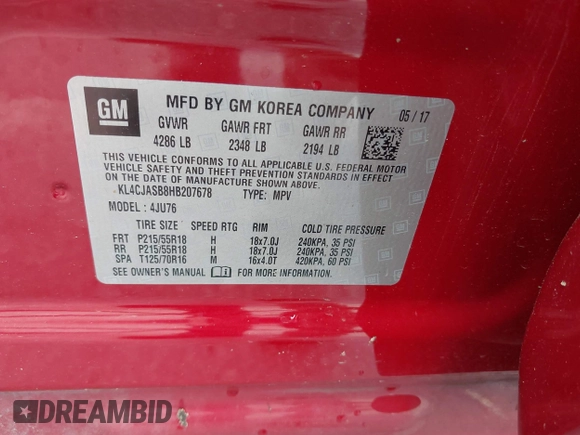 GM
MFD BY GM KOREA COMPANY 05 / 17
GVWR GAWR FRT GAWR RR
4286 LB 2348 LB 2194 LB
THIS VEHICLE CONFORMS TO ALL APPLICABLE U.S. FEDERAL MOTOR
VEHICLE SAFETY AND THEFT PREVENTION STANDARDS IN EFFECT ON
THE DATE OF MANUFACTURE SHOWN ABOVE.
KL4CJASB8HB207678 TYPE: MPV
MODEL : 4JU76
TIRE SIZE SPEED RTG RIM COLD TIRE PRESSURE
FRT P215/55R18 H 18x7.0J 240KPA, 35 PSI
RR P215/55R18 H 18x7.0J 240KPA, 35 PSI
SPA T125/70R16 M 16x4.0T 420KPA, 60 PSI
SEE OWNER'S MANUAL FOR MORE INFORMATION.
DREAMBID